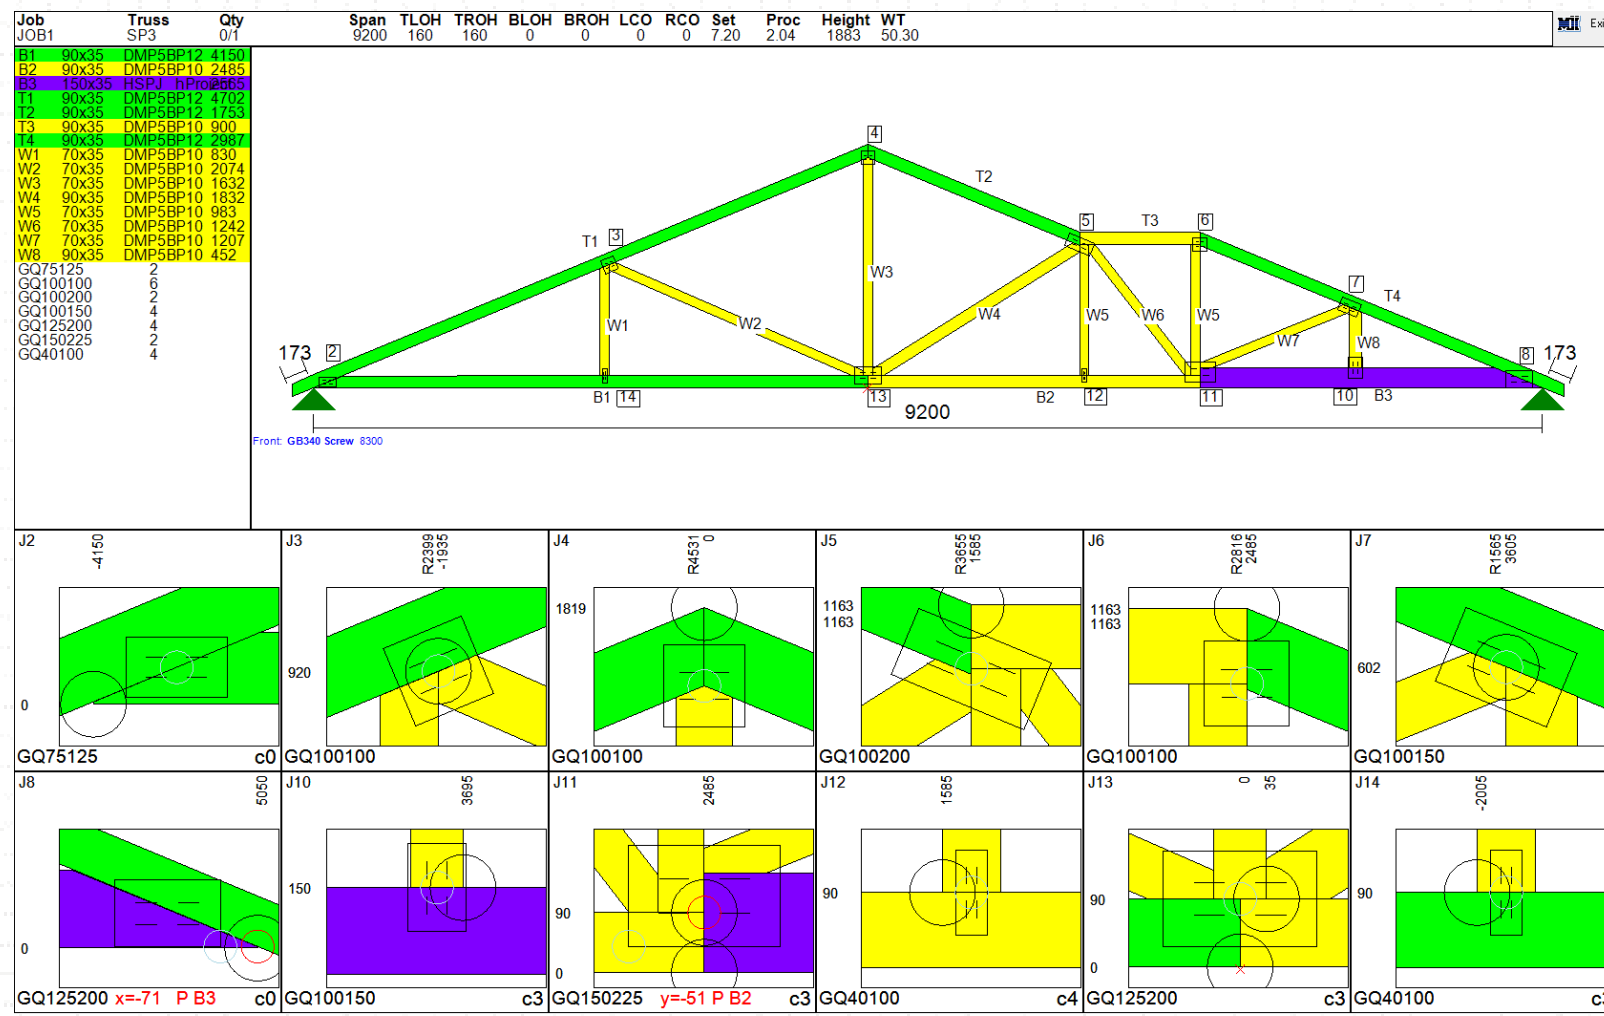 Job Truss Qty Span TLOH TROH BLOH BROH LCO RCO Set Proc Height WT
JOB1 SP3 0/1 9200 160 160 0 0 0 0 7.20 2.04 1883 50.30
MII Exi
B1 90x35 DMP5BP12 4150
B2 90x35 DMP5BP10 2485
B3 150x35 HSPJ hProj
T1 90x35 DMP5BP12 4702
T2 90x35 DMP5BP12 1753
T3 90x35 DMP5BP10 900
T4 90x35 DMP5BP12 2987
W1 70x35 DMP5BP10 830
W2 70x35 DMP5BP10 2074
W3 70x35 DMP5BP10 1632
W4 90x35 DMP5BP10 1832
W5 70x35 DMP5BP10 983
W6 70x35 DMP5BP10 1242
W7 70x35 DMP5BP10 1207
W8 90x35 DMP5BP10 452
GQ75125 2
GQ100100 6
GQ100200 2
GQ100150 4
GQ125200 4
GQ150225 2
GQ40100 4
4
T2
5 T3 6
T1 3
W3
7
T4
W1 W2 W4 W5 W6 W5
W7 W8
173 2 8 173
B1 14 13 B2 12 11 10 B3
9200
Front: GB340 Screw 8300
J2
-4150
0
GQ75125 c0
J3
R2399
-1935
920
GQ100100
J4
R4531
0
1819
GQ100100
J5
R3658
1585
1163
1163
GQ100200
J6
R2816
2485
1163
1163
GQ100100
J7
R1565
3695
602
GQ100150
J8
5050
0
GQ125200 x=-71 P B3 c0
J10
3695
150
GQ100150 c3
J11
2485
90
0
GQ150225 y=-51 P B2 c3
J12
1585
90
GQ40100 c4
J13
0
35
90
0
GQ125200 c3
J14
-2005
90
GQ40100